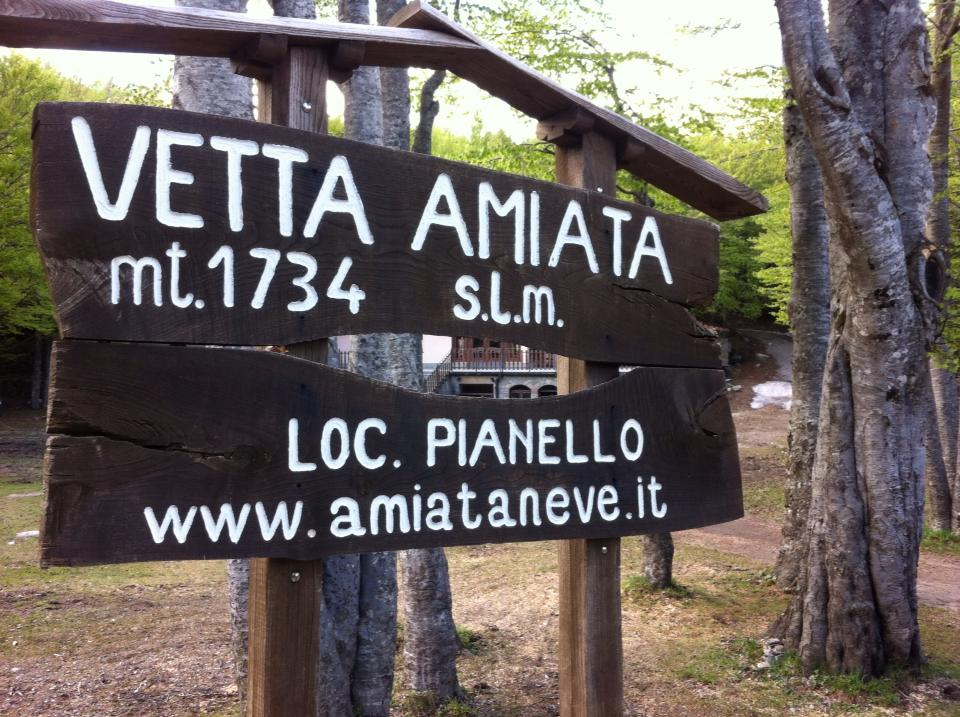 VETTA AMIATA
mt. 1734 s.l.m.
LOC. PIANELLO
www.amiataneve.it